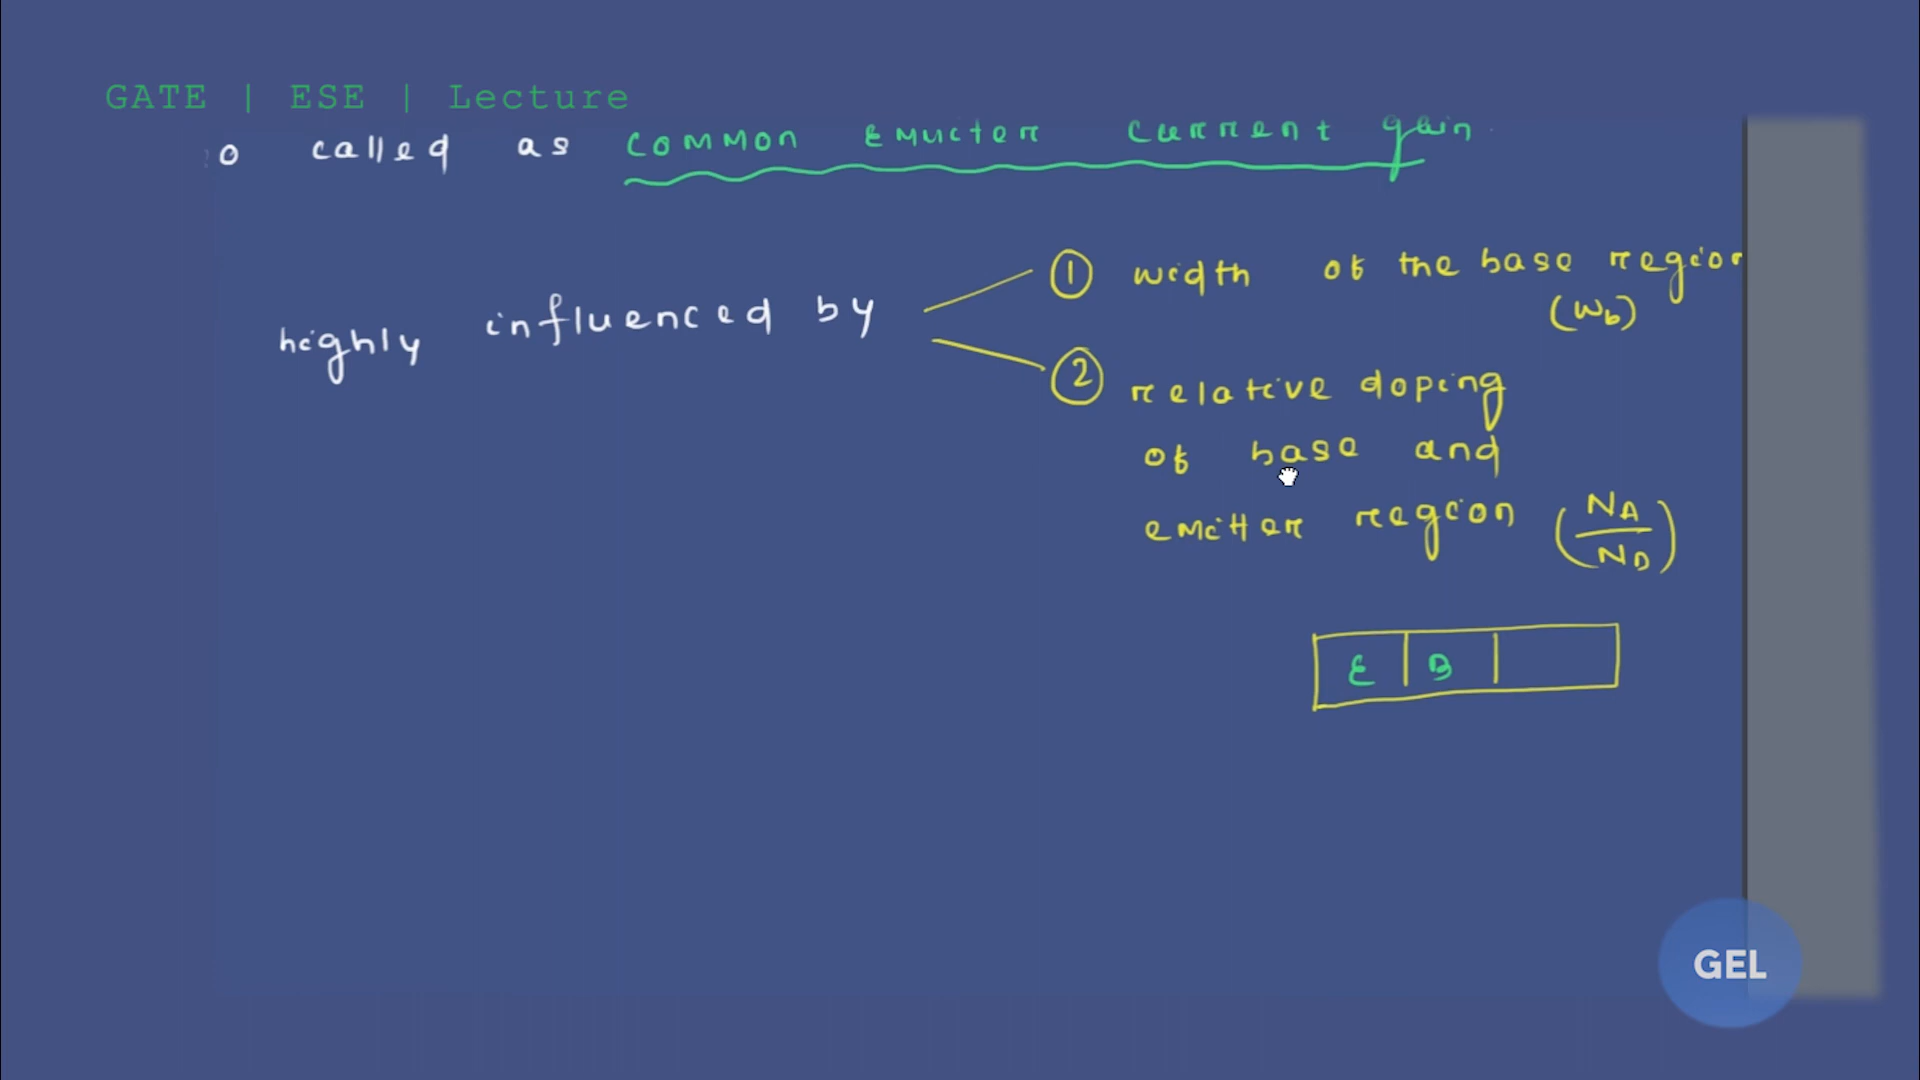 GATE | ESE | Lecture
o called as common Emitter current gain
highly influenced by
① width of the base region
(Wb)
② relative doping
of base and
emitter region (NA/ND)
E B
GEL